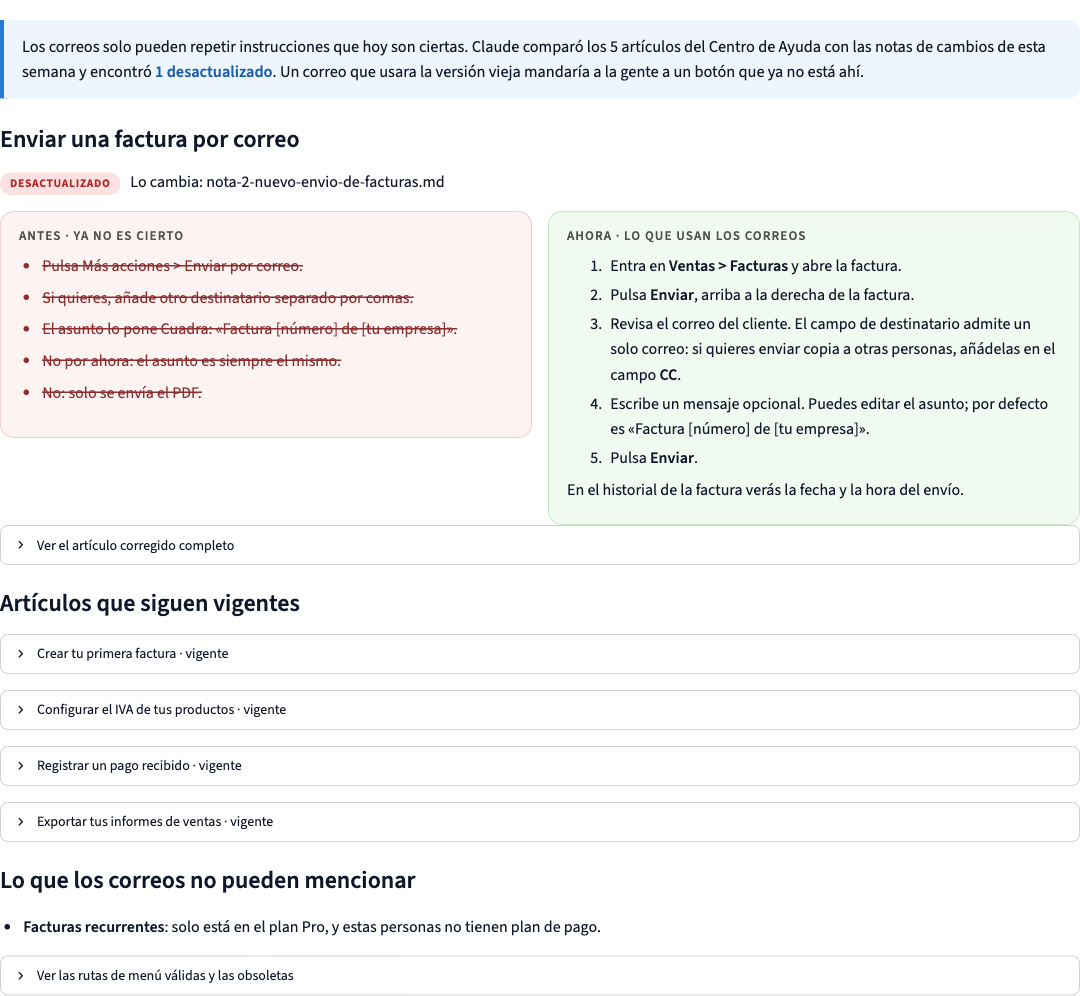 Los correos solo pueden repetir instrucciones que hoy son ciertas. Claude comparó los 5 artículos del Centro de Ayuda con las notas de cambios de esta
semana y encontró 1 desactualizado. Un correo que usara la versión vieja mandaría a la gente a un botón que ya no está ahí.
Enviar una factura por correo
DESACTUALIZADO Lo cambia: nota-2-nuevo-envio-de-facturas.md
ANTES · YA NO ES CIERTO
• Pulsa Más acciones > Enviar por correo.
• Si quieres, añade otro destinatario separado por comas.
• El asunto lo pone Cuadra: «Factura [número] de [tu empresa]».
• No por ahora: el asunto es siempre el mismo.
• No: solo se envía el PDF.
AHORA · LO QUE USAN LOS CORREOS
1. Entra en Ventas > Facturas y abre la factura.
2. Pulsa Enviar, arriba a la derecha de la factura.
3. Revisa el correo del cliente. El campo de destinatario admite un
solo correo: si quieres enviar copia a otras personas, añádelas en el
campo CC.
4. Escribe un mensaje opcional. Puedes editar el asunto; por defecto
es «Factura [número] de [tu empresa]».
5. Pulsa Enviar.
En el historial de la factura verás la fecha y la hora del envío.
Ver el artículo corregido completo
Artículos que siguen vigentes
Crear tu primera factura · vigente
Configurar el IVA de tus productos · vigente
Registrar un pago recibido · vigente
Exportar tus informes de ventas · vigente
Lo que los correos no pueden mencionar
• Facturas recurrentes: solo está en el plan Pro, y estas personas no tienen plan de pago.
Ver las rutas de menú válidas y las obsoletas